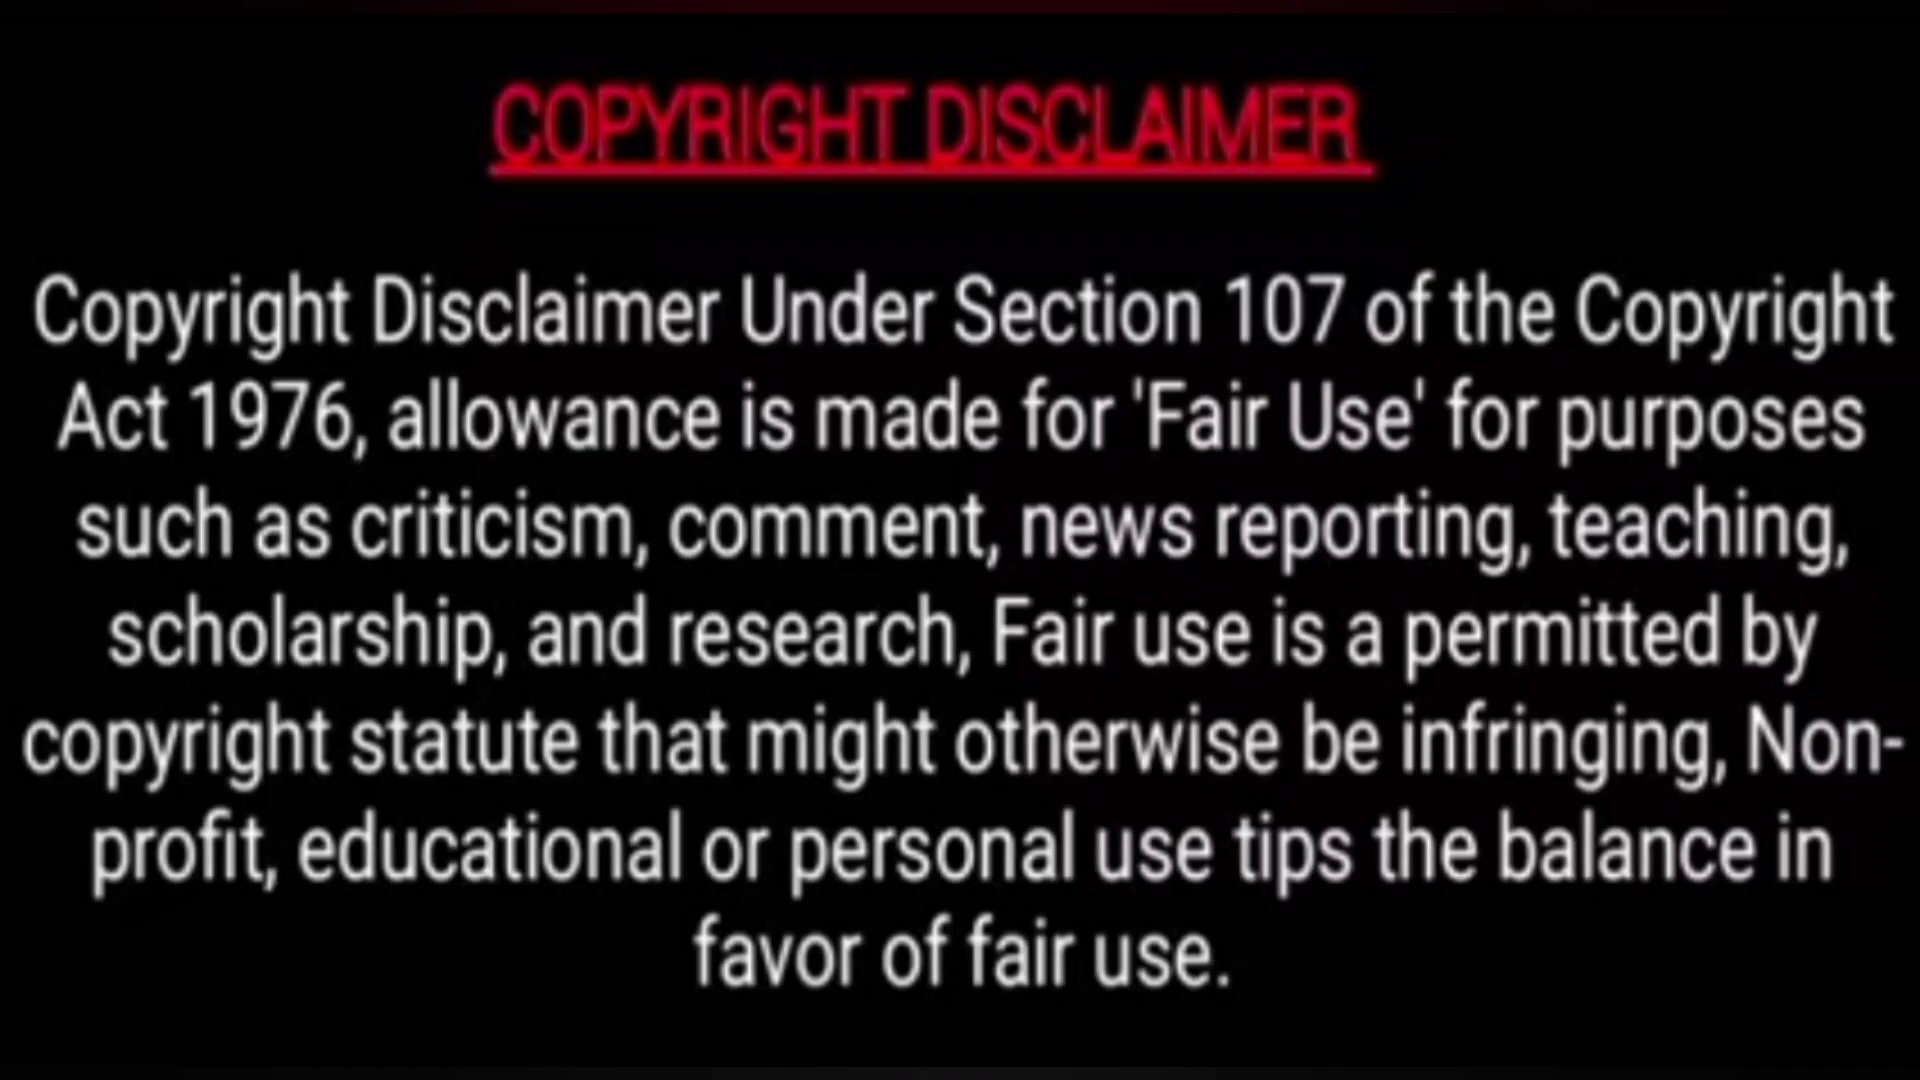 COPYRIGHT DISCLAIMER
Copyright Disclaimer Under Section 107 of the Copyright
Act 1976, allowance is made for 'Fair Use' for purposes
such as criticism, comment, news reporting, teaching,
scholarship, and research, Fair use is a permitted by
copyright statute that might otherwise be infringing, Non-
profit, educational or personal use tips the balance in
favor of fair use.